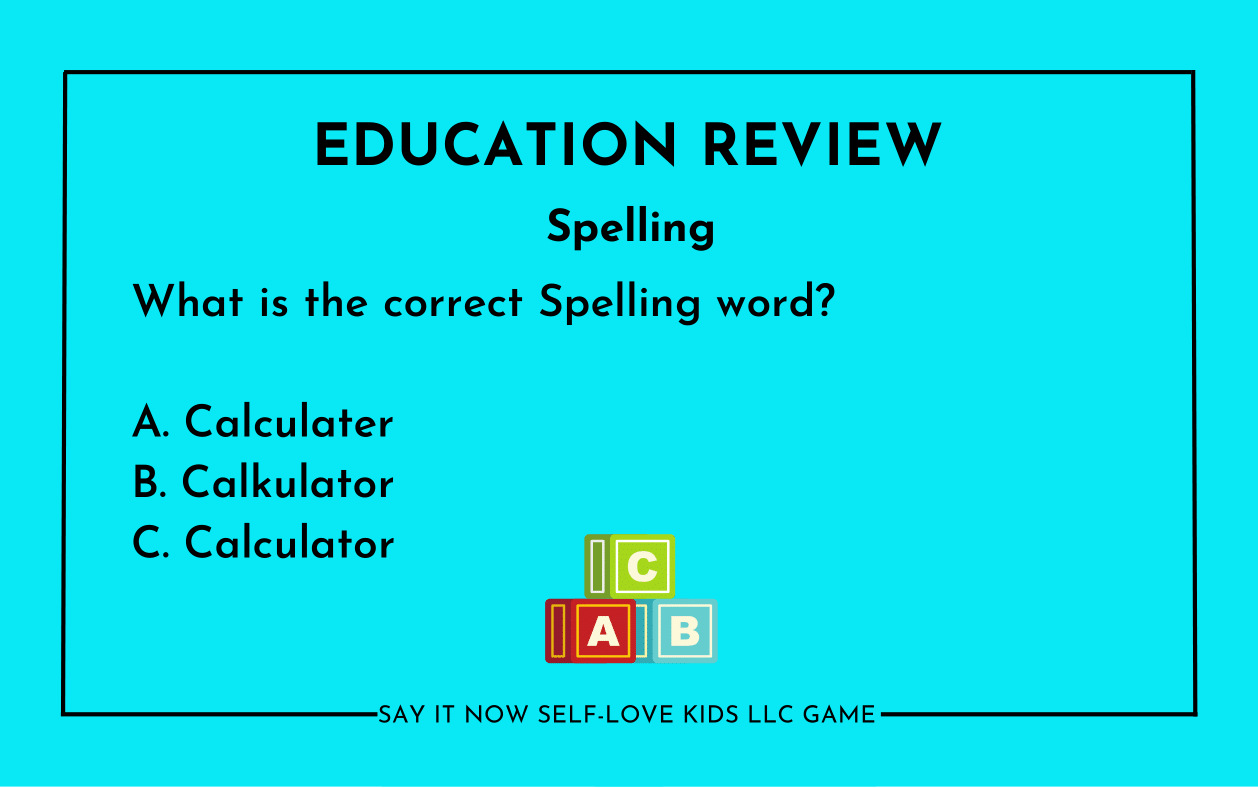 EDUCATION REVIEW
Spelling
What is the correct Spelling word?
A. Calculater
B. Calkulator
C. Calculator
C
A B
SAY IT NOW SELF-LOVE KIDS LLC GAME